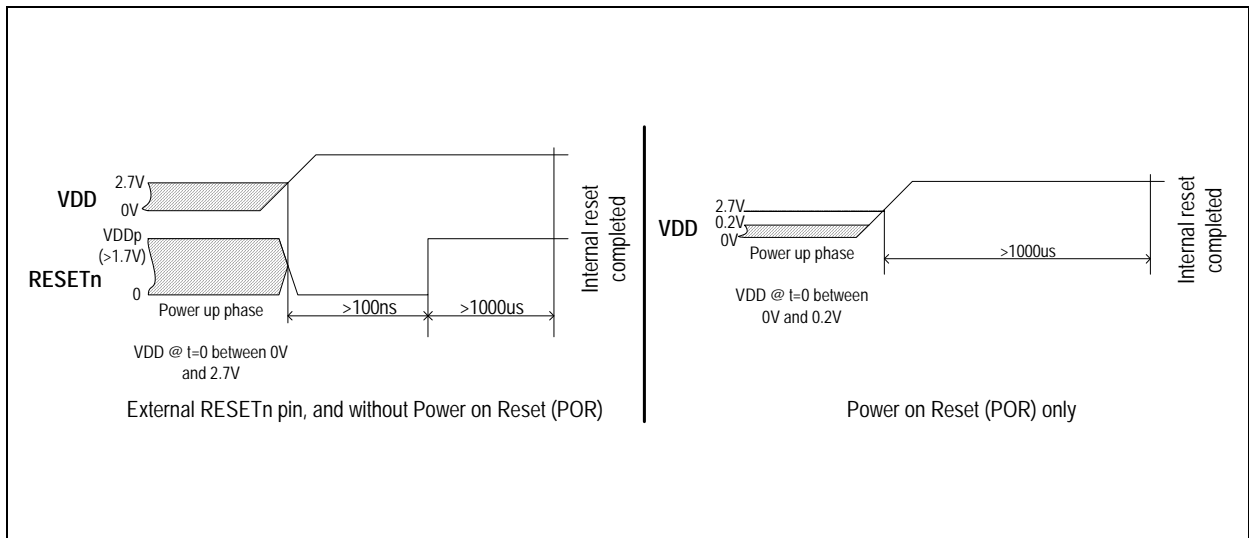 VDD
2.7V
0V
VDDp
(>1.7V)
RESETn
0
Power up phase
>100ns
>1000us
Internal reset
completed
VDD @ t=0 between 0V
and 2.7V
External RESETn pin, and without Power on Reset (POR)
VDD
2.7V
0.2V
0V
Power up phase
>1000us
Internal reset
completed
VDD @ t=0 between
0V and 0.2V
Power on Reset (POR) only